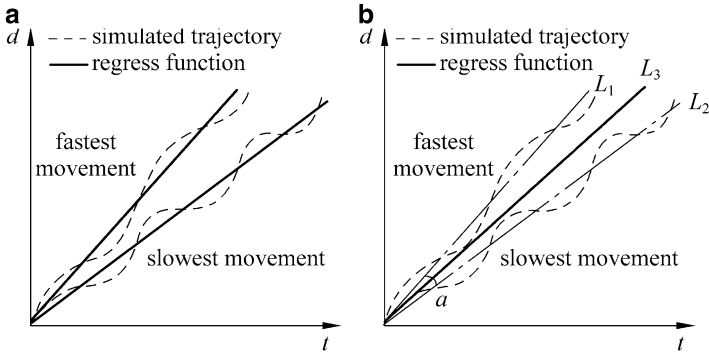 a
d
simulated trajectory
regress function
fastest
movement
slowest movement
t
b
d
simulated trajectory
regress function
L1
L3
L2
fastest
movement
slowest movement
a
t